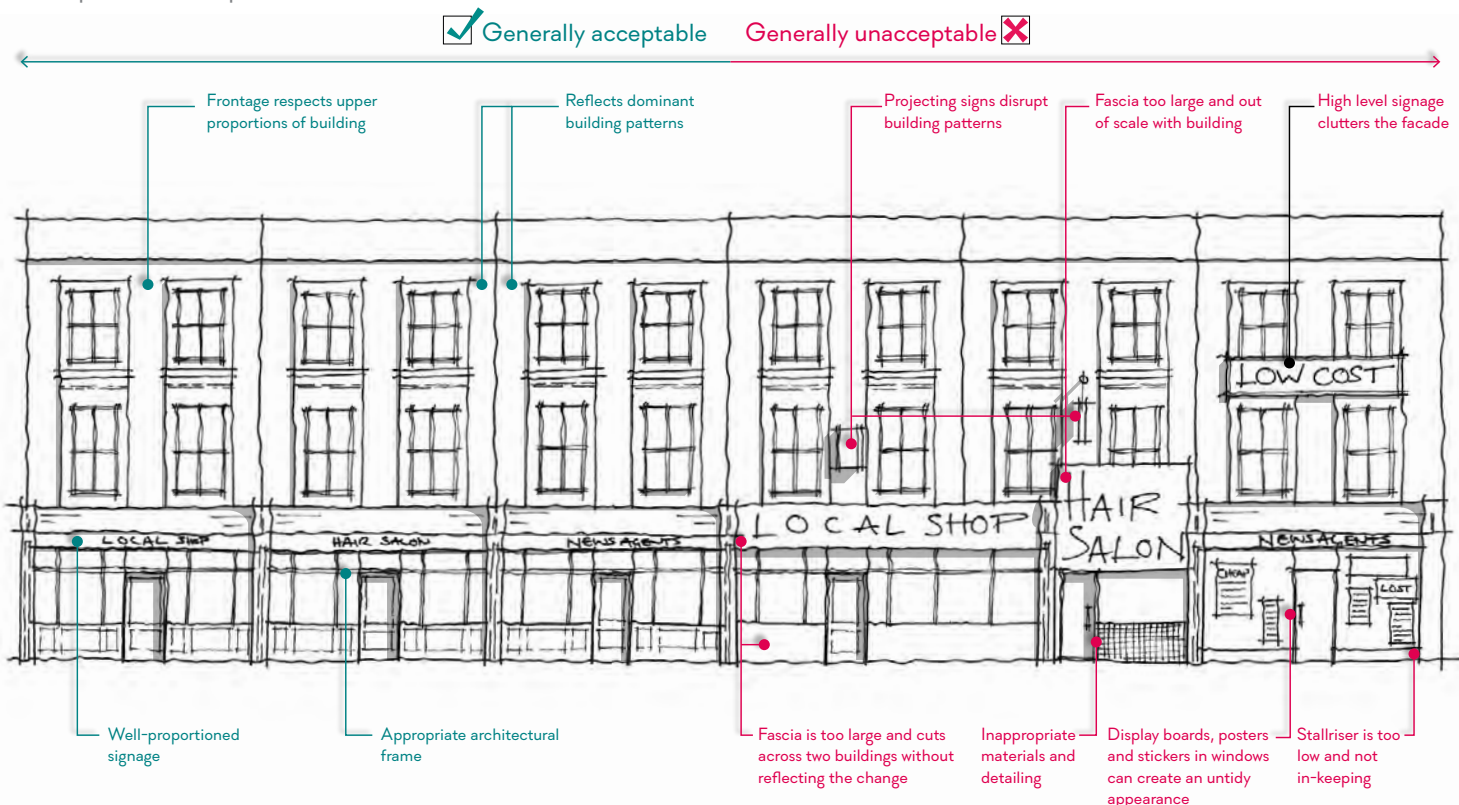 Generally acceptable
Generally unacceptable
Frontage respects upper
proportions of building
Reflects dominant
building patterns
Projecting signs disrupt
building patterns
Fascia too large and out
of scale with building
High level signage
clutters the facade
LOW COST
LOCAL SHOP
HAIR SALON
NEWSAGENTS
LOCAL SHOP
HAIR
SALON
NEWSAGENTS
CHEAP
LOST
Well-proportioned
signage
Appropriate architectural
frame
Fascia is too large and cuts
across two buildings without
reflecting the change
Inappropriate
materials and
detailing
Display boards, posters
and stickers in windows
can create an untidy
appearance
Stallriser is too
low and not
in-keeping